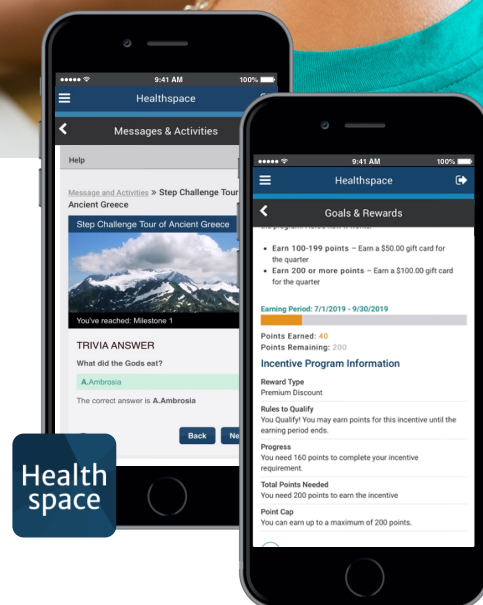 9:41 AM
100%
Healthspace
Messages & Activities
Help
Message and Activities » Step Challenge Tour
Ancient Greece
Step Challenge Tour of Ancient Greece
You've reached: Milestone 1
TRIVIA ANSWER
What did the Gods eat?
A.Ambrosia
The correct answer is A.Ambrosia
Back
Health
space
9:41 AM
100%
Healthspace
Goals & Rewards
• Earn 100-199 points – Earn a $50.00 gift card for
the quarter
• Earn 200 or more points – Earn a $100.00 gift card
for the quarter
Earning Period: 7/1/2019 - 9/30/2019
Points Earned: 40
Points Remaining: 200
Incentive Program Information
Reward Type
Premium Discount
Rules to Qualify
You Qualify! You may earn points for this incentive until the
earning period ends.
Progress
You need 160 points to complete your incentive
requirement.
Total Points Needed
You need 200 points to earn the incentive
Point Cap
You can earn up to a maximum of 200 points.